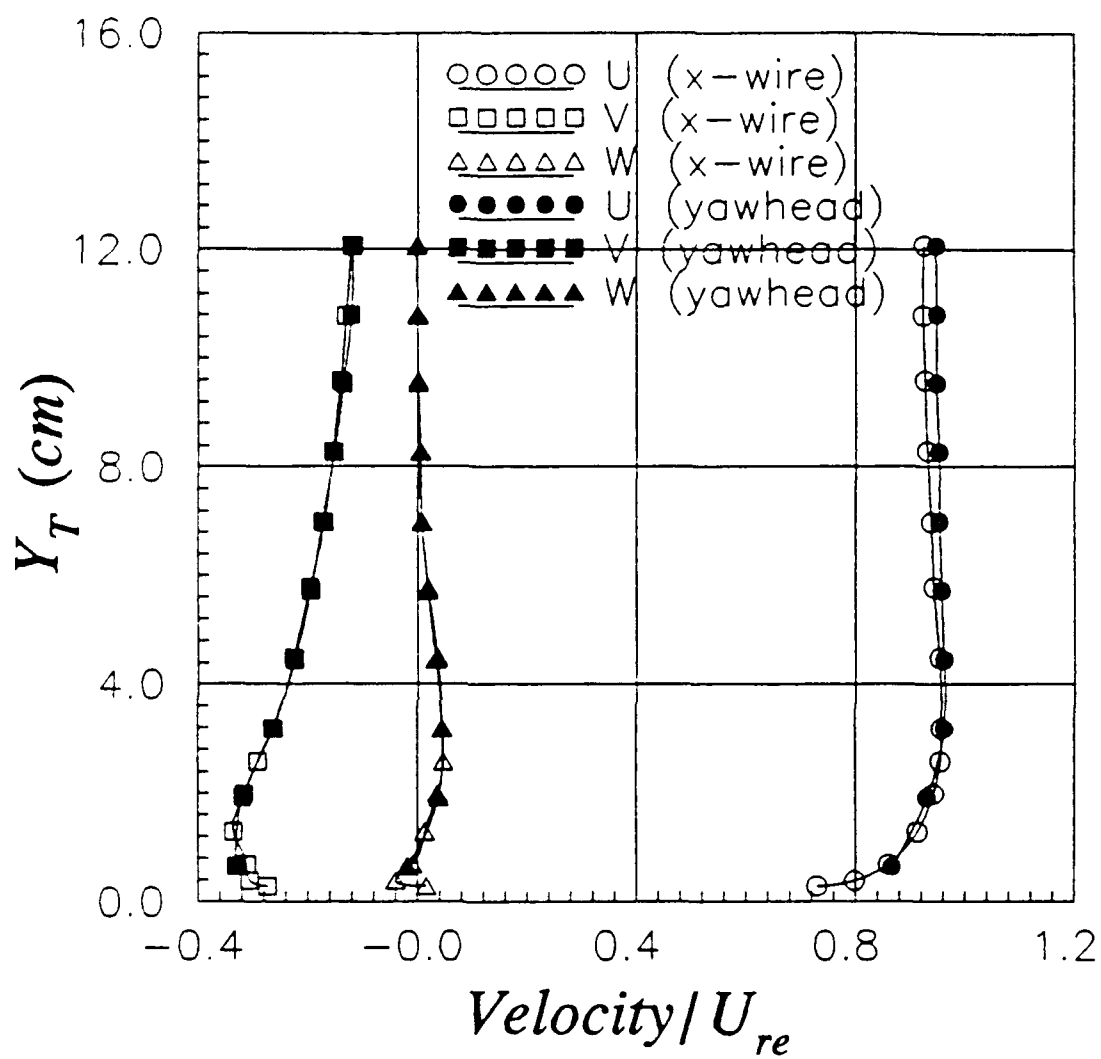 16.0
U (x-wire)
V (x-wire)
W (x-wire)
U (yawhead)
12.0
V (yawhead)
W (yawhead)
Y_T (cm)
8.0
4.0
0.0
-0.4 -0.0 0.4 0.8 1.2
Velocity/U_re